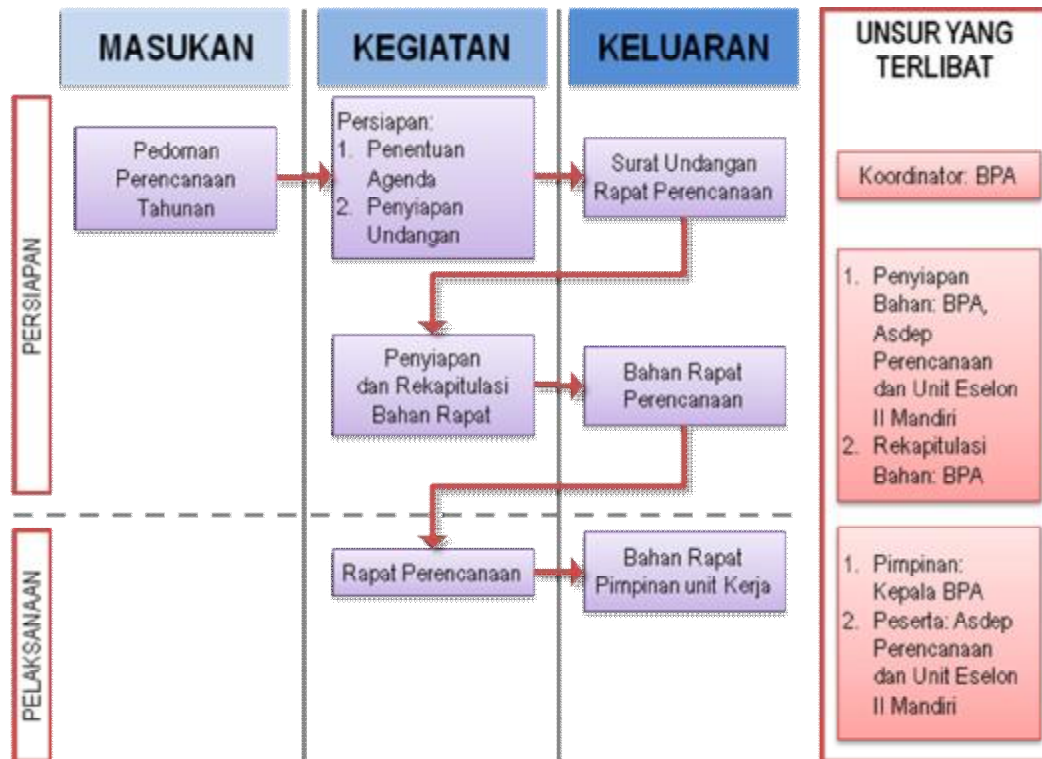 MASUKAN
KEGIATAN
KELUARAN
UNSUR YANG
TERLIBAT
PERSIAPAN
Pedoman
Perencanaan
Tahunan
Persiapan:
1. Penentuan
Agenda
2. Penyiapan
Undangan
Surat Undangan
Rapat Perencanaan
Koordinator: BPA
Penyiapan
dan Rekapitulasi
Bahan Rapat
Bahan Rapat
Perencanaan
1. Penyiapan
Bahan: BPA,
Asdep
Perencanaan
dan Unit Eselon
II Mandiri
2. Rekapitulasi
Bahan: BPA
PELAKSANAAN
Rapat Perencanaan
Bahan Rapat
Pimpinan unit Kerja
1. Pimpinan:
Kepala BPA
2. Peserta: Asdep
Perencanaan
dan Unit Eselon
II Mandiri